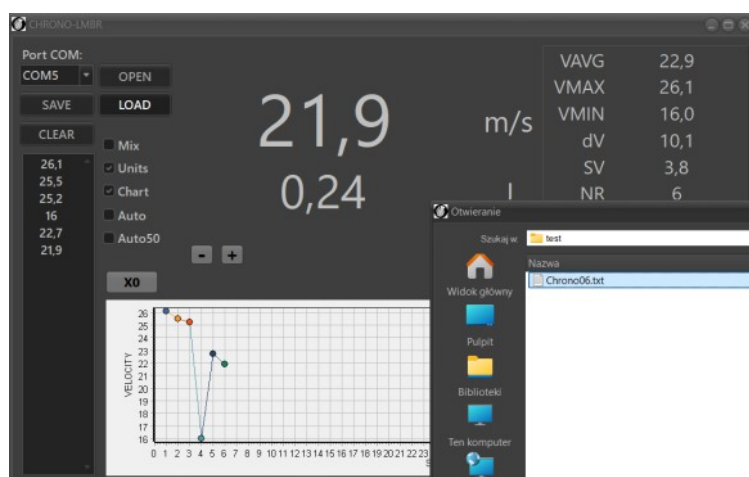 CHRONO-LMBR
Port COM:
COM5
OPEN
SAVE
LOAD
CLEAR
26,1
25,5
25,2
16
22,7
21,9
Mix
Units
Chart
Auto
Auto50
- +
X0
21,9 m/s
0,24 J
VAVG 22,9
VMAX 26,1
VMIN 16,0
dV 10,1
SV 3,8
NR 6
VELOCITY
26
25
24
23
22
21
20
19
18
17
16
0 1 2 3 4 5 6 7 8 9 10 11 12 13 14 15 16 17 18 19 20 21 22 23
Otwieranie
Szukaj w: test
Nazwa
Chrono06.txt
Widok główny
Pulpit
Biblioteki
Ten komputer